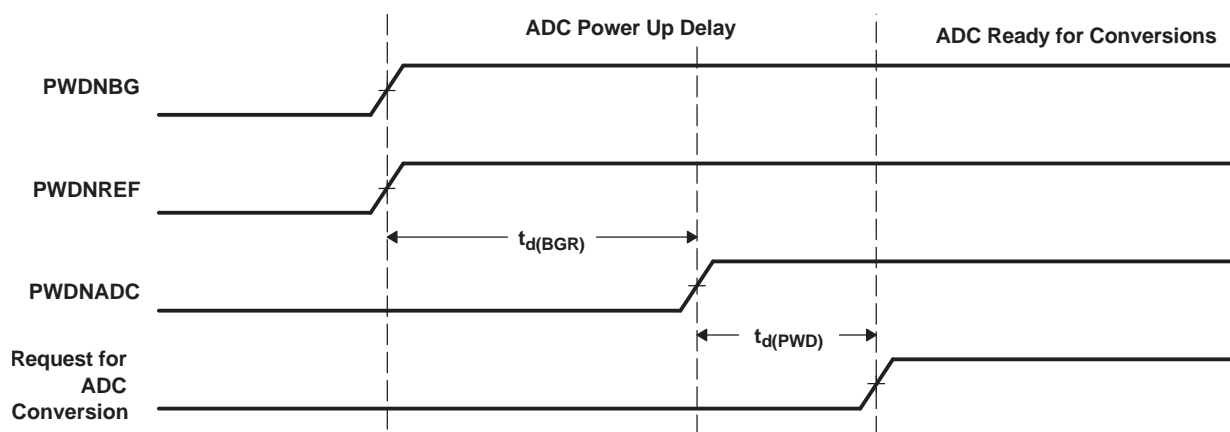 ADC Power Up Delay
ADC Ready for Conversions
PWDNBG
PWDNREF
td(BGR)
PWDNADC
td(PWD)
Request for
ADC
Conversion